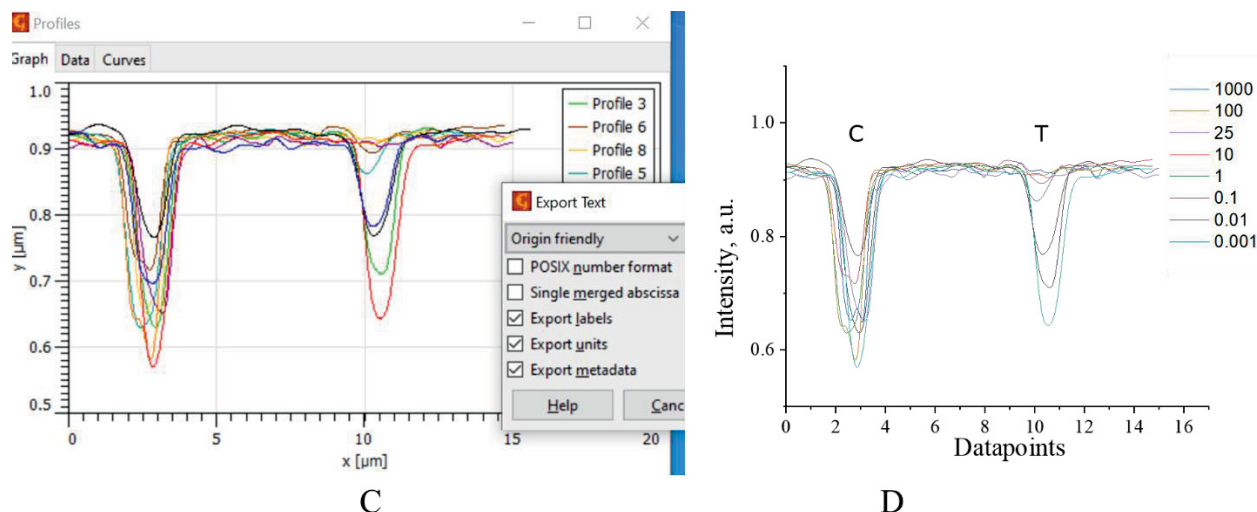 Profiles
Graph Data Curves
1.0
0.9
0.8
0.7
0.6
0.5
y [µm]
0 5 10 15 20
x [µm]
Profile 3
Profile 6
Profile 8
Profile 5
Export Text
Origin friendly
POSIX number format
Single merged abscissa
Export labels
Export units
Export metadata
Help Canc
C
1.0
0.8
0.6
Intensity, a.u.
C T
1000
100
25
10
1
0.1
0.01
0.001
0 2 4 6 8 10 12 14 16
Datapoints
D